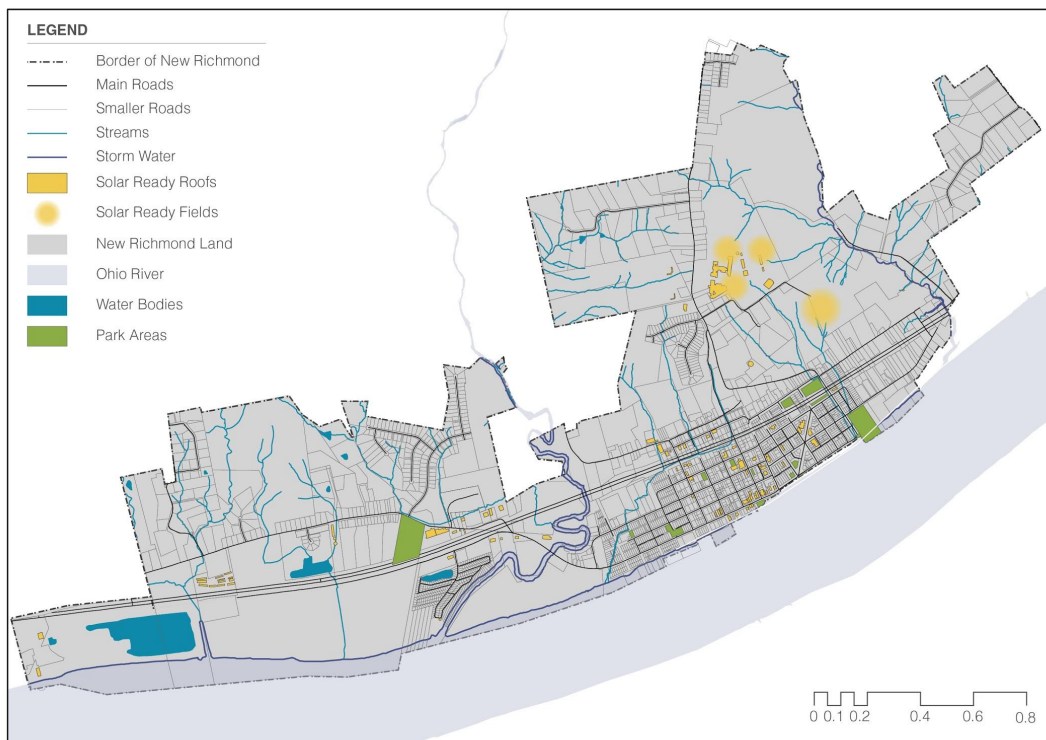 LEGEND
Border of New Richmond
Main Roads
Smaller Roads
Streams
Storm Water
Solar Ready Roofs
Solar Ready Fields
New Richmond Land
Ohio River
Water Bodies
Park Areas
0 0.1 0.2 0.4 0.6 0.8